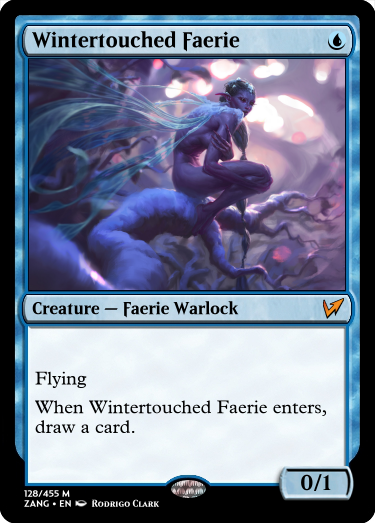 Wintertouched Faerie
Creature — Faerie Warlock
Flying
When Wintertouched Faerie enters,
draw a card.
0/1
128/455 M
ZANG • EN Rodrigo Clark